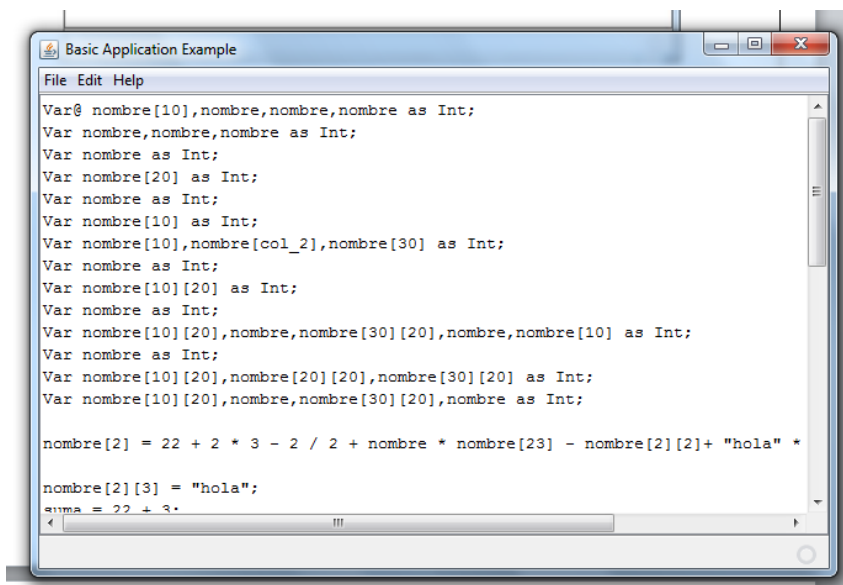 Basic Application Example
File Edit Help
Var@ nombre[10],nombre,nombre,nombre as Int;
Var nombre,nombre,nombre as Int;
Var nombre as Int;
Var nombre[20] as Int;
Var nombre as Int;
Var nombre[10] as Int;
Var nombre[10],nombre[col_2],nombre[30] as Int;
Var nombre as Int;
Var nombre[10][20] as Int;
Var nombre as Int;
Var nombre[10][20],nombre,nombre[30][20],nombre,nombre[10] as Int;
Var nombre as Int;
Var nombre[10][20],nombre[20][20],nombre[30][20] as Int;
Var nombre[10][20],nombre,nombre[30][20],nombre as Int;
nombre[2] = 22 + 2 * 3 - 2 / 2 + nombre * nombre[23] - nombre[2][2]+ "hola" *
nombre[2][3] = "hola";
suma = 22 + 3;